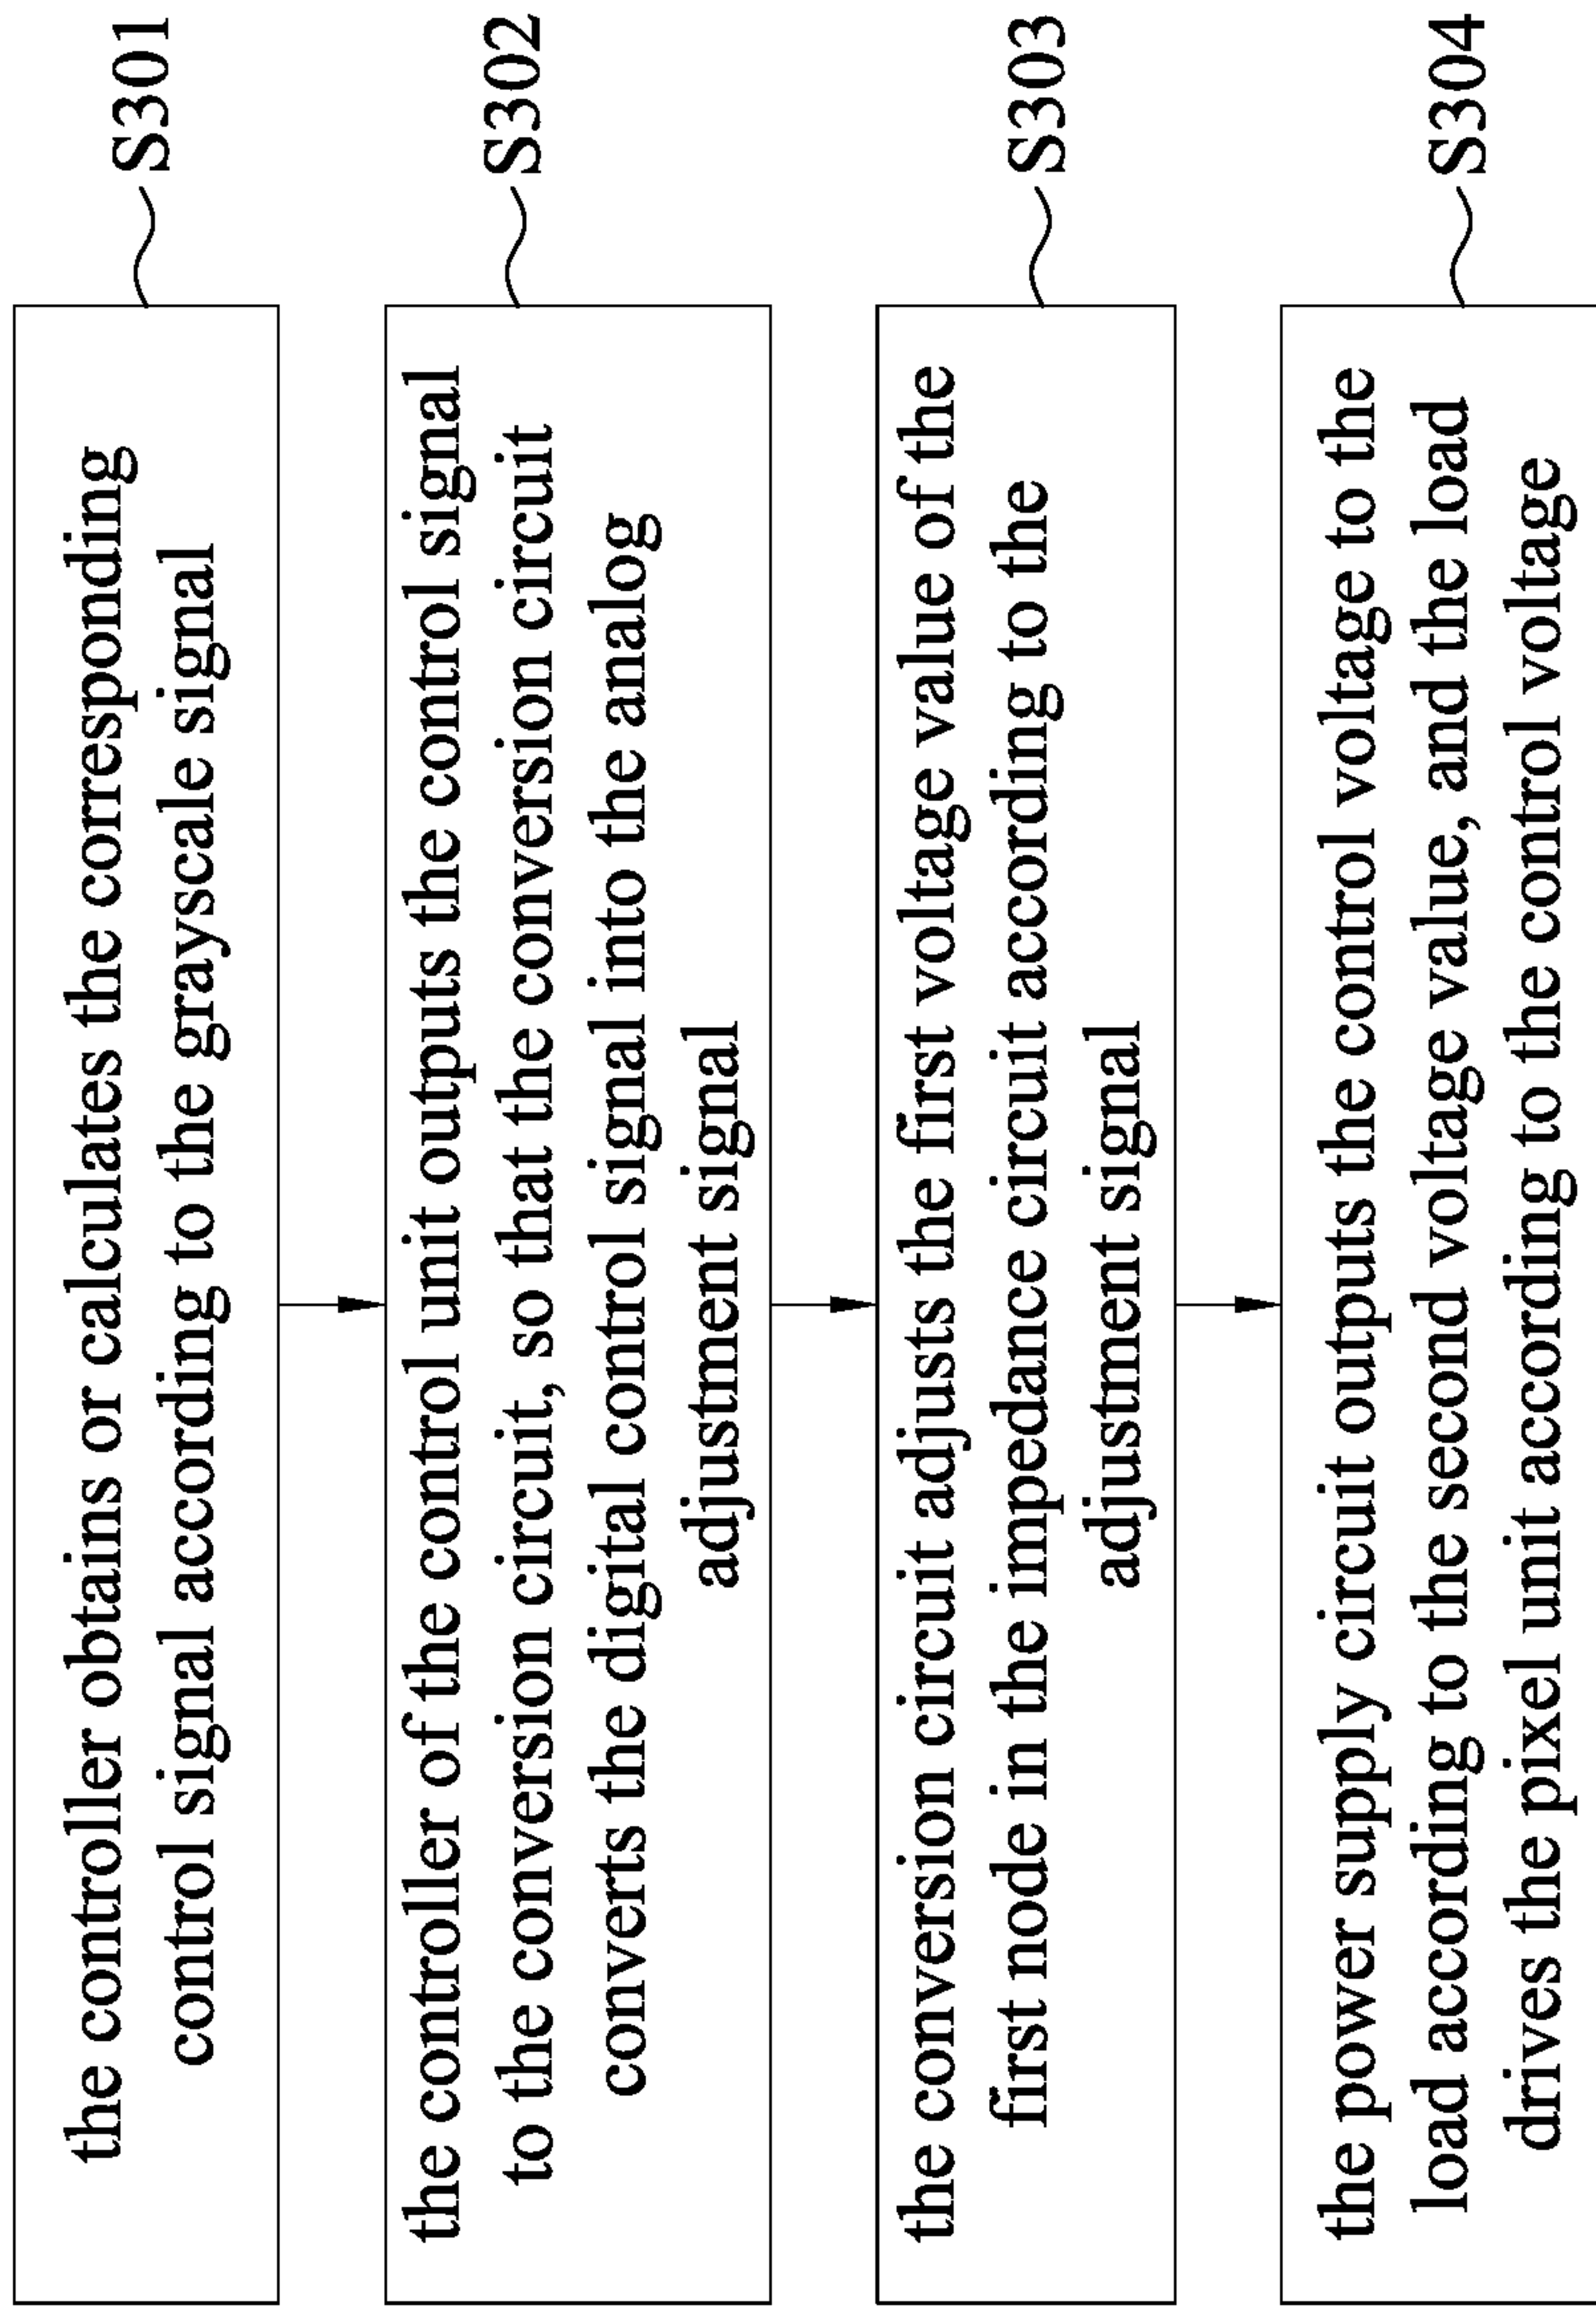 the controller obtains or calculates the corresponding
control signal according to the grayscale signal
S301
the controller of the control unit outputs the control signal
to the conversion circuit, so that the conversion circuit
converts the digital control signal into the analog
adjustment signal
S302
the conversion circuit adjusts the first voltage value of the
first node in the impedance circuit according to the
adjustment signal
S303
the power supply circuit outputs the control voltage to the
load according to the second voltage value, and the load
drives the pixel unit according to the control voltage
S304